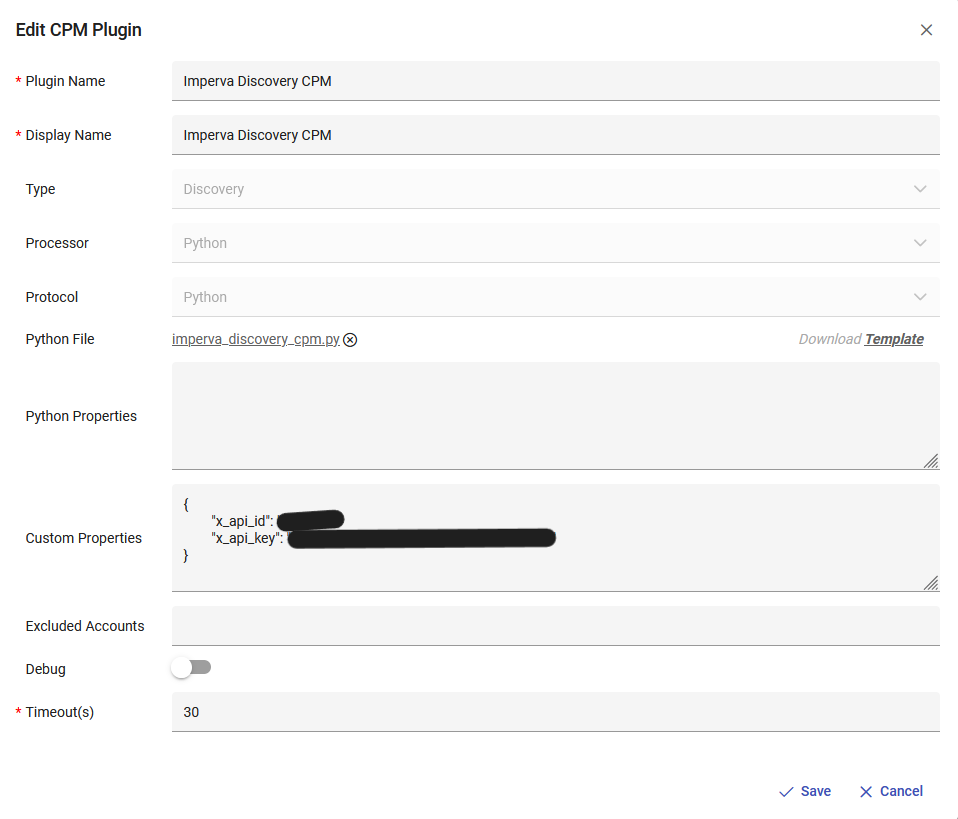 Edit CPM Plugin
* Plugin Name
Imperva Discovery CPM
* Display Name
Imperva Discovery CPM
Type
Discovery
Processor
Python
Protocol
Python
Python File
imperva_discovery_cpm.py
Download Template
Python Properties
Custom Properties
{
"x_api_id":
"x_api_key":
}
Excluded Accounts
Debug
* Timeout(s)
30
Save
Cancel